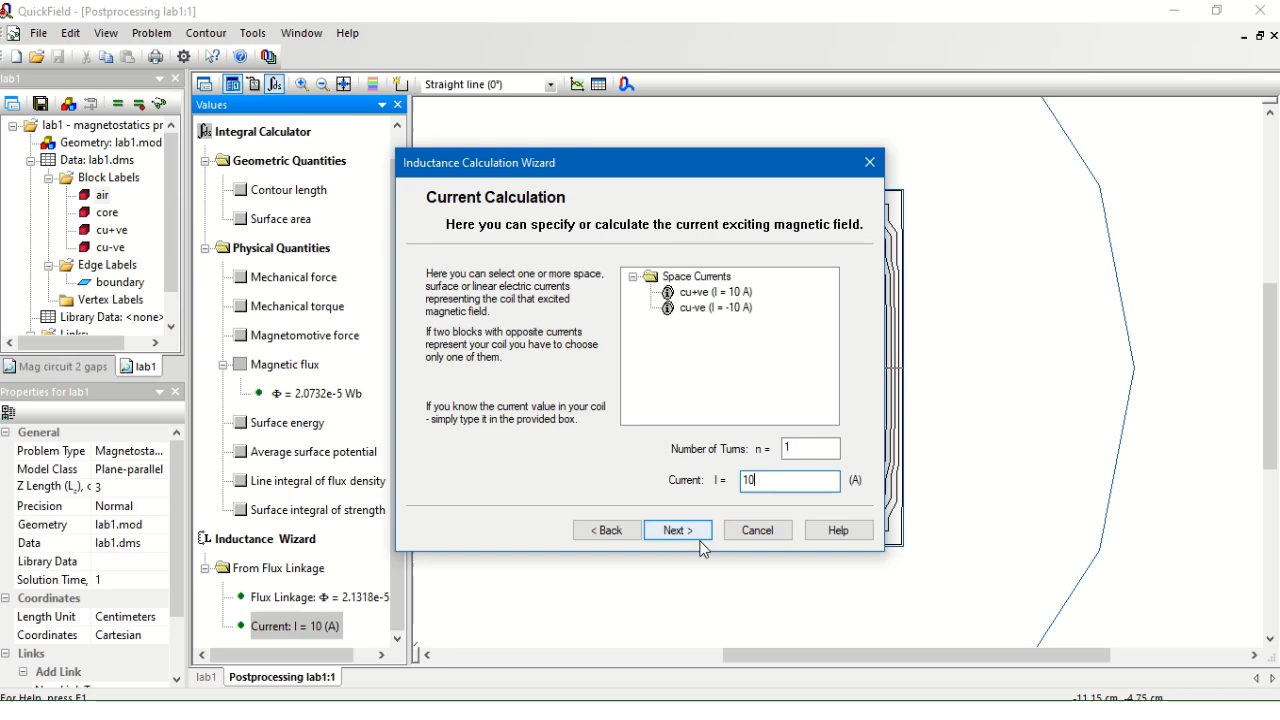 QuickField - [Postprocessing lab1:1]
File Edit View Problem Contour Tools Window Help
lab1
Straight line (0°)
lab1 - magnetostatics pr
Geometry: lab1.mod
Data: lab1.dms
Block Labels
air
core
cu+ve
cu-ve
Edge Labels
boundary
Vertex Labels
Library Data: <none>
Mag circuit 2 gaps lab1
Properties for lab1
General
Problem Type Magnetosta...
Model Class Plane-parallel
Z Length (Lz), c 3
Precision Normal
Geometry lab1.mod
Data lab1.dms
Library Data
Solution Time, 1
Coordinates
Length Unit Centimeters
Coordinates Cartesian
Links
Add Link
For Help, press F1
Values
Integral Calculator
Geometric Quantities
Contour length
Surface area
Physical Quantities
Mechanical force
Mechanical torque
Magnetomotive force
Magnetic flux
Φ = 2.0732e-5 Wb
Surface energy
Average surface potential
Line integral of flux density
Surface integral of strength
Inductance Wizard
From Flux Linkage
Flux Linkage: Φ = 2.1318e-5
Current: I = 10 (A)
lab1 Postprocessing lab1:1
Inductance Calculation Wizard
Current Calculation
Here you can specify or calculate the current exciting magnetic field.
Here you can select one or more space,
surface or linear electric currents
representing the coil that excited
magnetic field.
If two blocks with opposite currents
represent your coil you have to choose
only one of them.
If you know the current value in your coil
- simply type it in the provided box.
Space Currents
cu+ve (I = 10 A)
cu-ve (I = -10 A)
Number of Turns: n = 1
Current: I = 10 (A)
< Back Next > Cancel Help
-11.15 cm, -4.75 cm